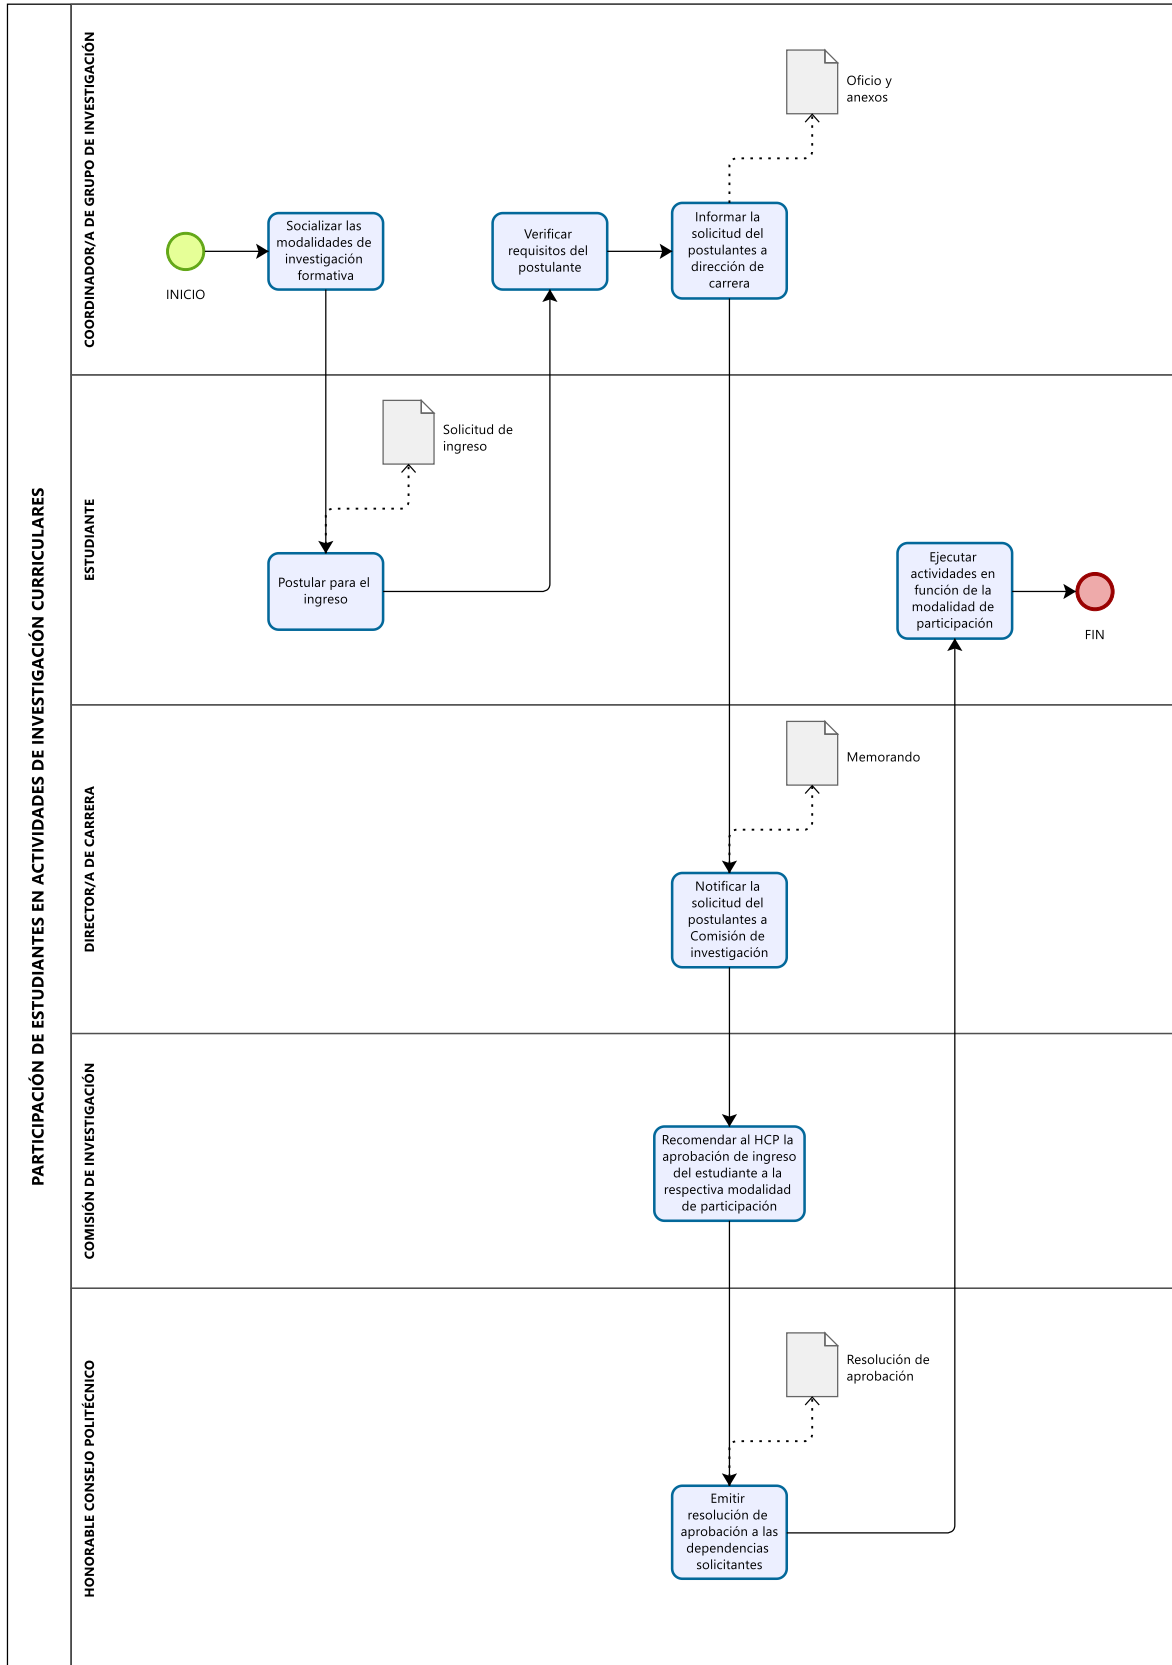 PARTICIPACIÓN DE ESTUDIANTES EN ACTIVIDADES DE INVESTIGACIÓN CURRICULARES
COORDINADOR/A DE GRUPO DE INVESTIGACIÓN
INICIO
Socializar las
modalidades de
investigación
formativa
Verificar
requisitos del
postulante
Informar la
solicitud del
postulantes a
dirección de
carrera
Oficio y
anexos
ESTUDIANTE
Solicitud de
ingreso
Postular para el
ingreso
Ejecutar
actividades en
función de la
modalidad de
participación
FIN
DIRECTOR/A DE CARRERA
Memorando
Notificar la
solicitud del
postulantes a
Comisión de
investigación
COMISIÓN DE INVESTIGACIÓN
Recomendar al HCP la
aprobación de ingreso
del estudiante a la
respectiva modalidad
de participación
HONORABLE CONSEJO POLITÉCNICO
Resolución de
aprobación
Emitir
resolución de
aprobación a las
dependencias
solicitantes